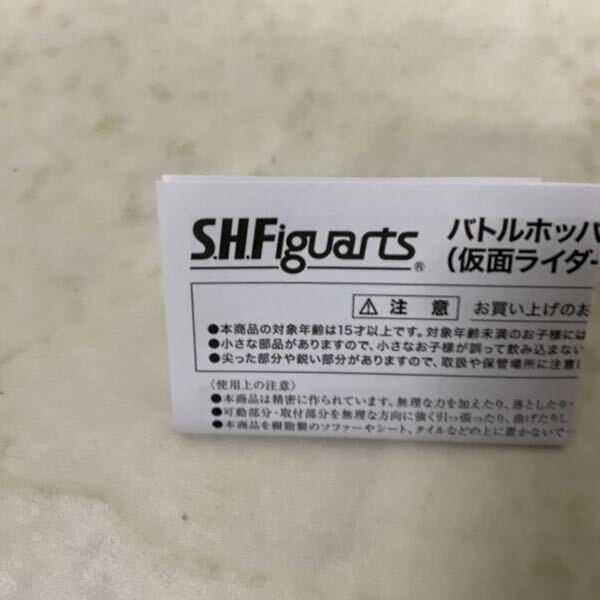 S.H.Figuarts® バトルホッパ
(仮面ライダー
⚠ 注 意 お買い上げのお
●本商品の対象年齢は15才以上です。対象年齢未満のお子様には
●小さな部品がありますので、小さなお子様が誤って飲み込まない
●尖った部分や鋭い部分がありますので、取扱や保管場所に注意
〈使用上の注意〉
●本商品は精密に作られています。無理な力を加えたり、落としたり
●可動部分・取付部分を無理な方向に強く引っ張ったり、曲げたりし
●本商品を樹脂製のソファーやシート、タイルなどの上に置かないで